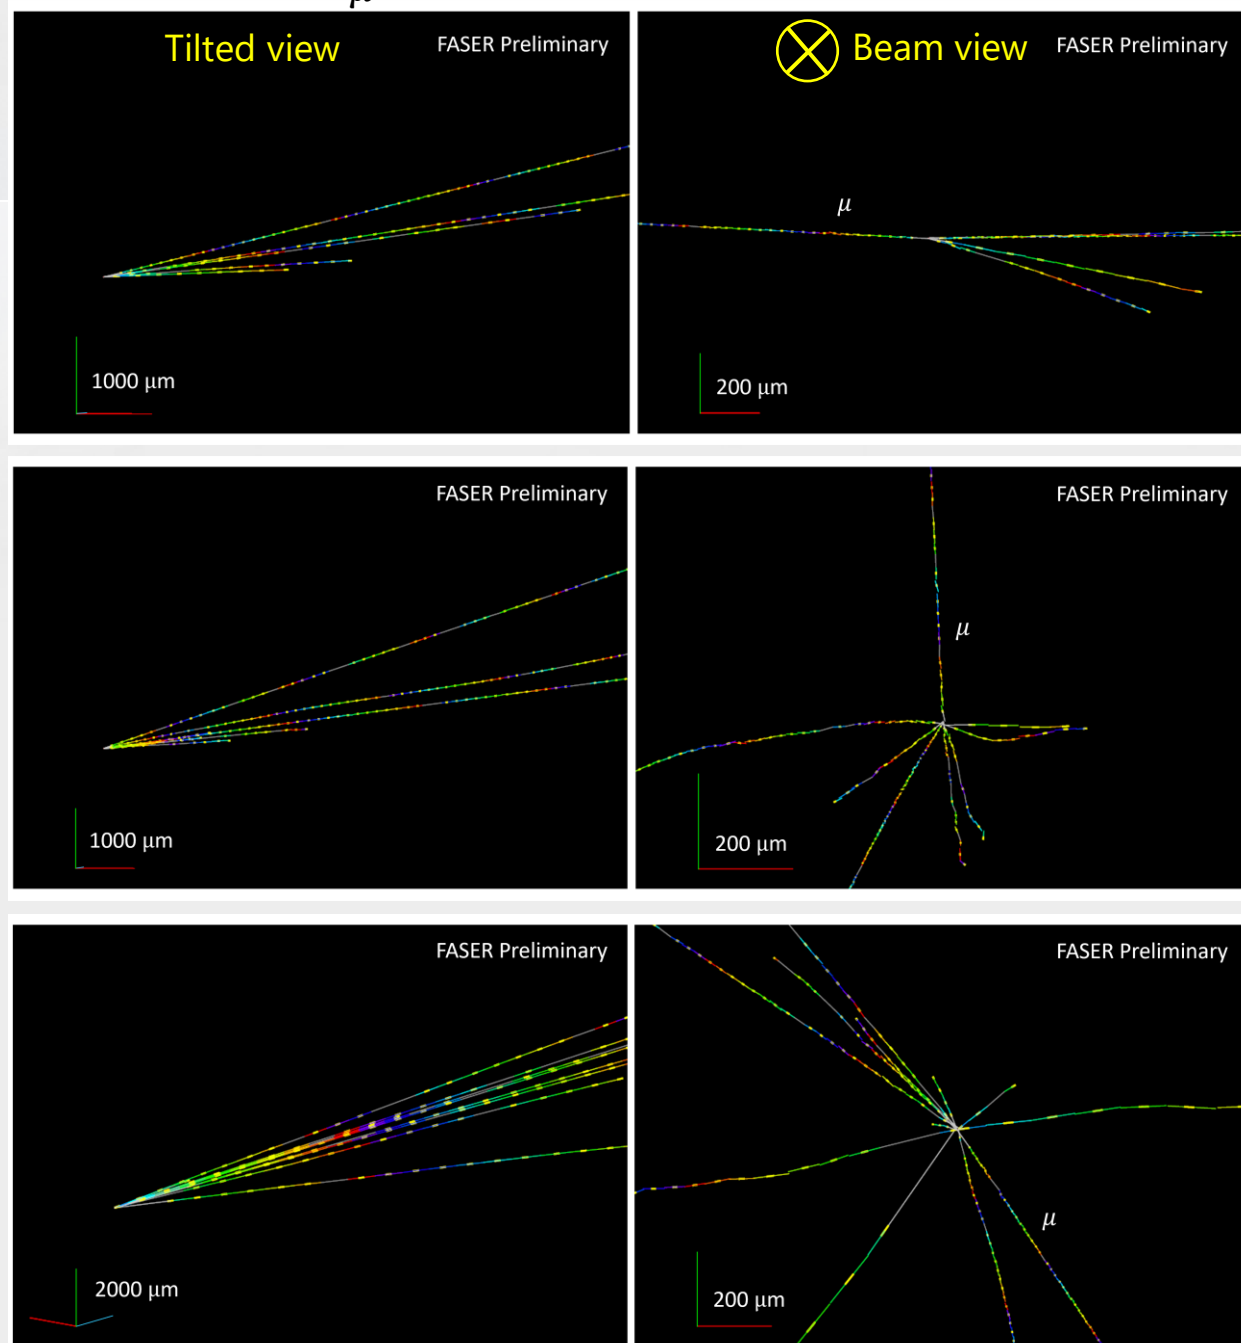 μ
Tilted view
FASER Preliminary
1000 μm
Beam view
FASER Preliminary
μ
200 μm
FASER Preliminary
1000 μm
FASER Preliminary
μ
200 μm
FASER Preliminary
2000 μm
FASER Preliminary
μ
200 μm